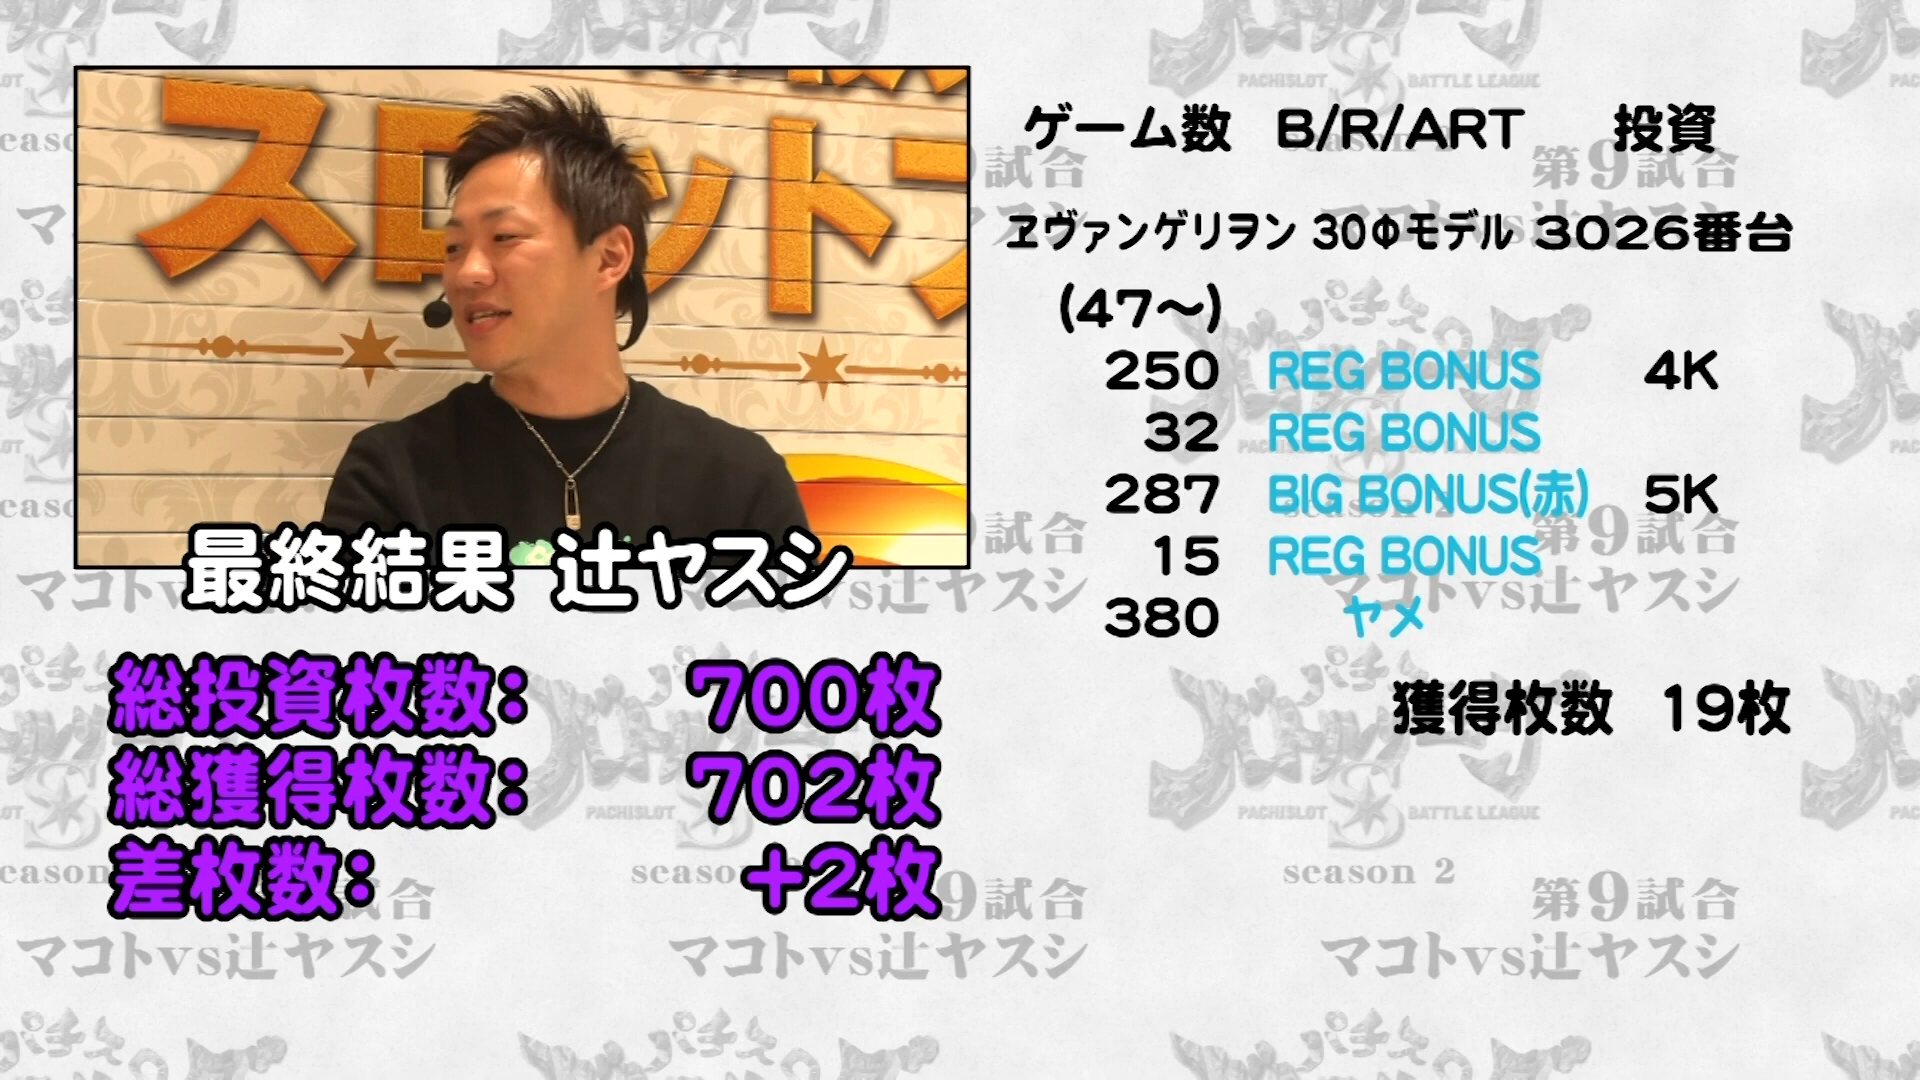 スロット
最終結果 辻ヤスシ
総投資枚数: 700枚
総獲得枚数: 702枚
差枚数: +2枚
ゲーム数 B/R/ART 投資
ヱヴァンゲリヲン 30Φモデル 3026番台
(47～)
250 REG BONUS 4K
32 REG BONUS
287 BIG BONUS(赤) 5K
15 REG BONUS
380 ヤメ
獲得枚数 19枚
PACHISLOT BATTLE LEAGUE
season 2
第9試合
マコトvs辻ヤスシ